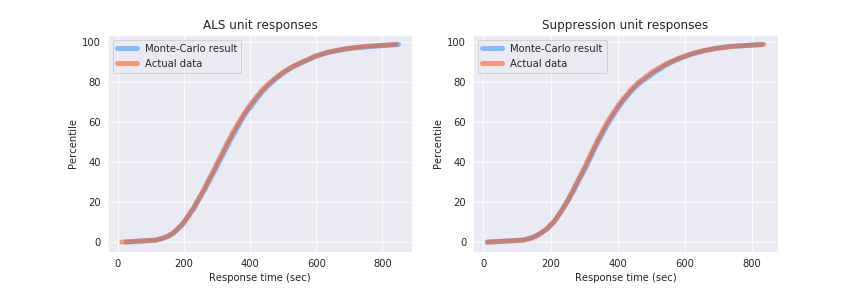 ALS unit responses
Monte-Carlo result
Actual data
100
80
60
40
20
0
Percentile
0 200 400 600 800
Response time (sec)
Suppression unit responses
Monte-Carlo result
Actual data
100
80
60
40
20
0
Percentile
0 200 400 600 800
Response time (sec)